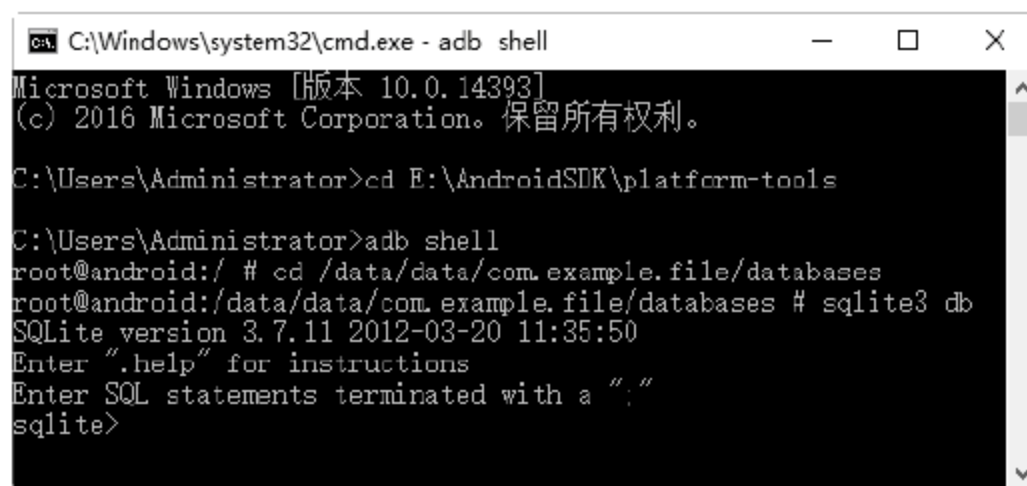 C:\Windows\system32\cmd.exe - adb  shell
Microsoft Windows [版本 10.0.14393]
(c) 2016 Microsoft Corporation。保留所有权利。
C:\Users\Administrator>cd E:\AndroidSDK\platform-tools
C:\Users\Administrator>adb shell
root@android:/ # cd /data/data/com.example.file/databases
root@android:/data/data/com.example.file/databases # sqlite3 db
SQLite version 3.7.11 2012-03-20 11:35:50
Enter ".help" for instructions
Enter SQL statements terminated with a ";"
sqlite>